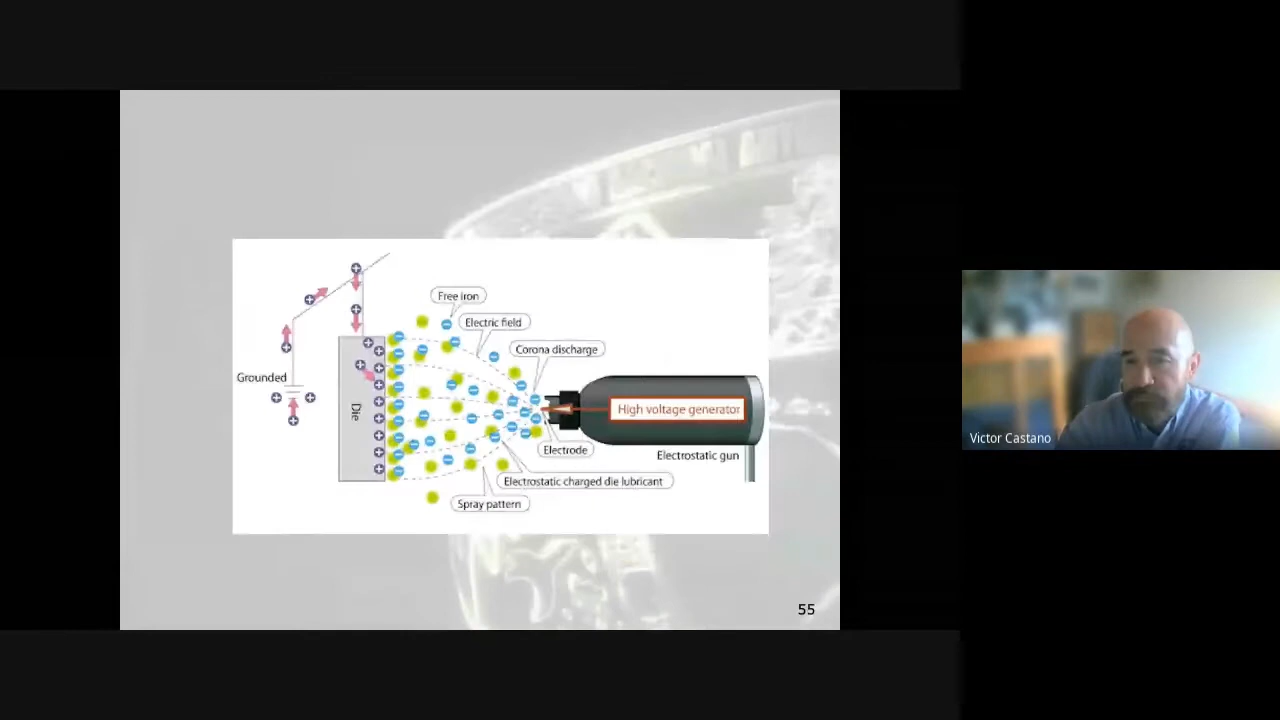 Free iron
Electric field
Corona discharge
Grounded
Die
High voltage generator
Electrode
Electrostatic gun
Electrostatic charged die lubricant
Spray pattern
55
Victor Castano